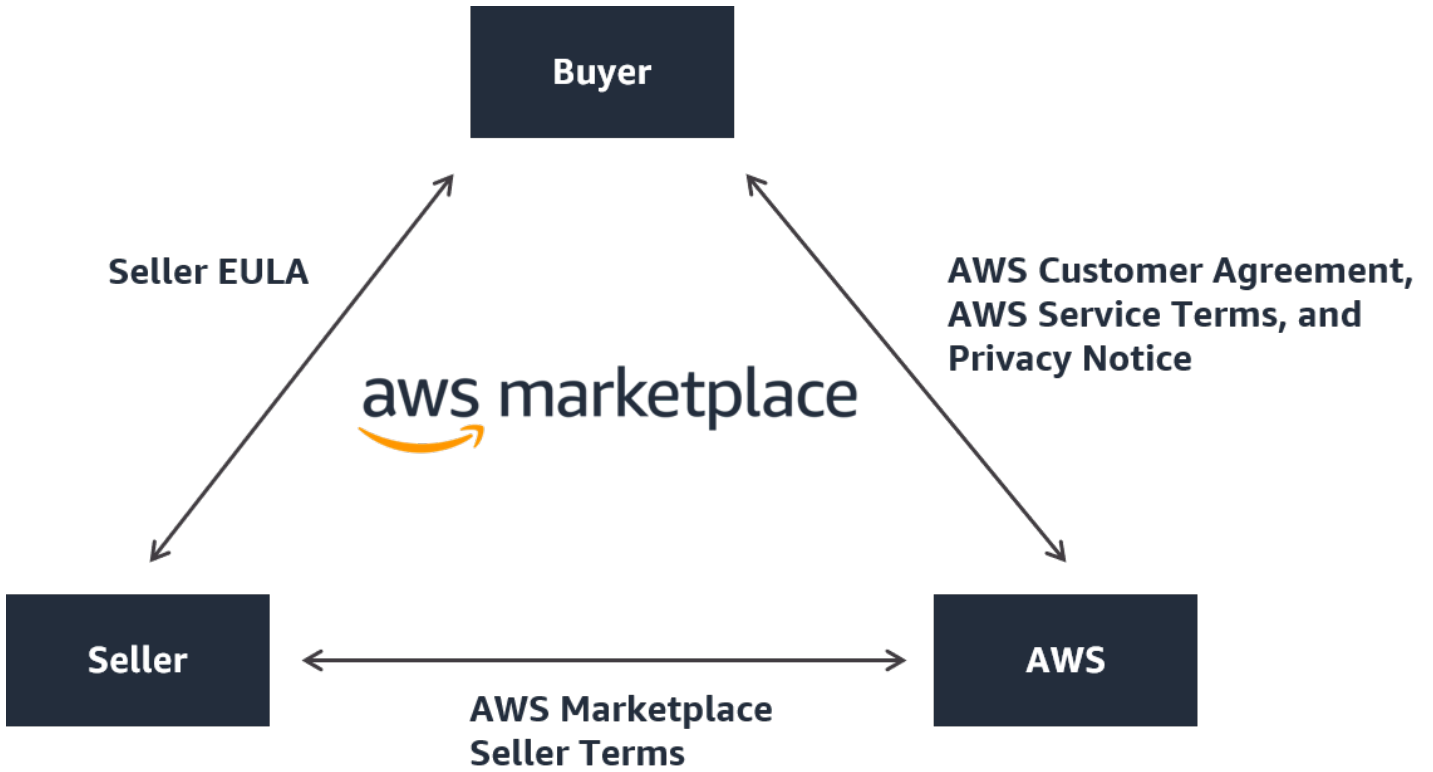 Buyer
Seller EULA
AWS Customer Agreement,
AWS Service Terms, and
Privacy Notice
aws marketplace
Seller
AWS
AWS Marketplace
Seller Terms